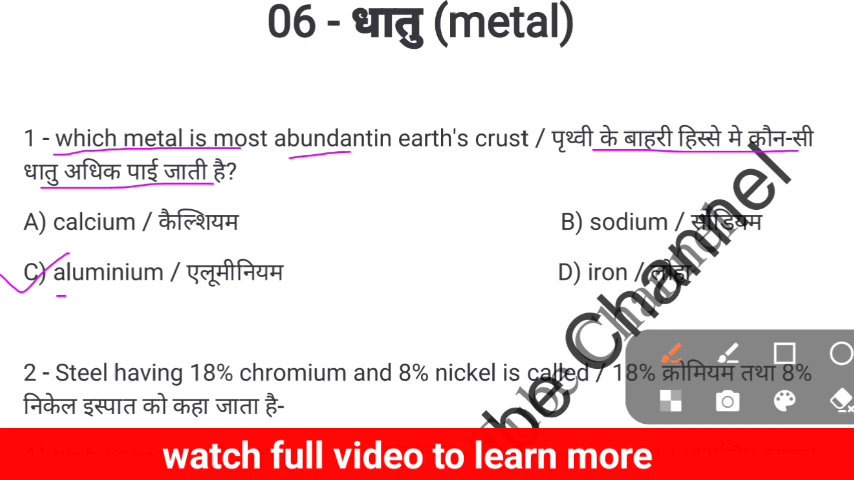 06 - धातु (metal)
1 - which metal is most abundantin earth's crust / पृथ्वी के बाहरी हिस्से मे कौन-सी
धातु अधिक पाई जाती है?
A) calcium / कैल्शियम
B) sodium / सोडियम
C) aluminium / एलूमीनियम
D) iron / लोहा
2 - Steel having 18% chromium and 8% nickel is called / 18% क्रोमियम तथा 8%
निकेल इस्पात को कहा जाता है-
Channel
watch full video to learn more